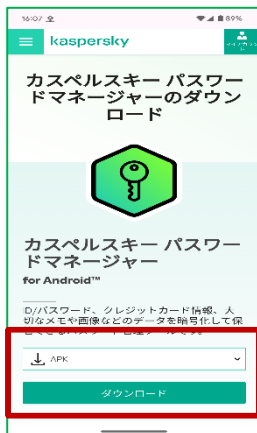 16:07
89%
kaspersky
カスペルスキー パスワー
ドマネージャーのダウン
ロード
カスペルスキー パスワー
ドマネージャー
for Android™
ID/パスワード、クレジットカード情報、大
切なメモや画像などのデータを暗号化して保
APK
ダウンロード